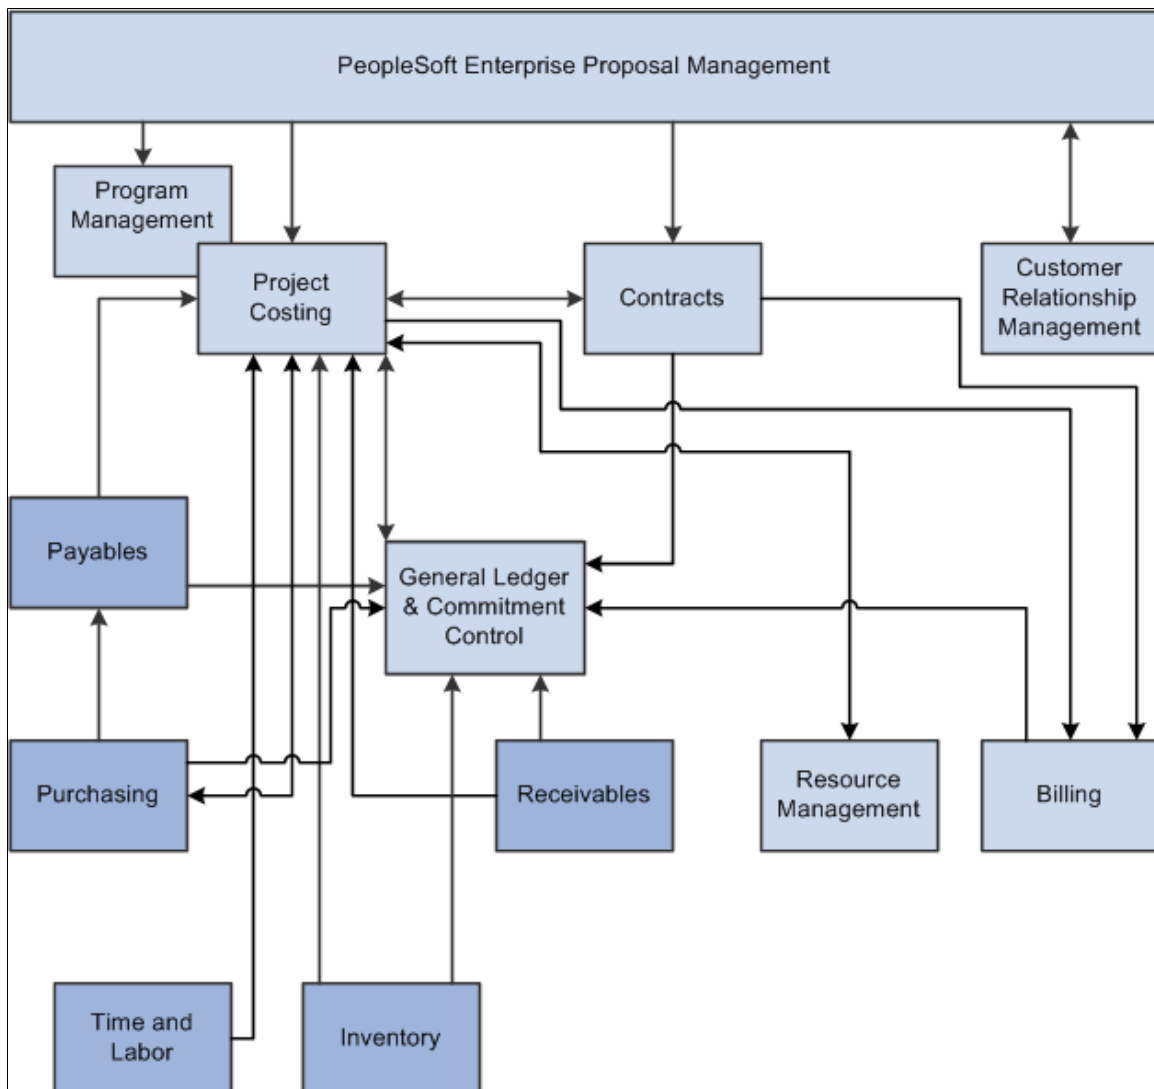 PeopleSoft Enterprise Proposal Management
Program
Management
Project
Costing
Contracts
Customer
Relationship
Management
Payables
General Ledger
& Commitment
Control
Purchasing
Receivables
Resource
Management
Billing
Time and
Labor
Inventory